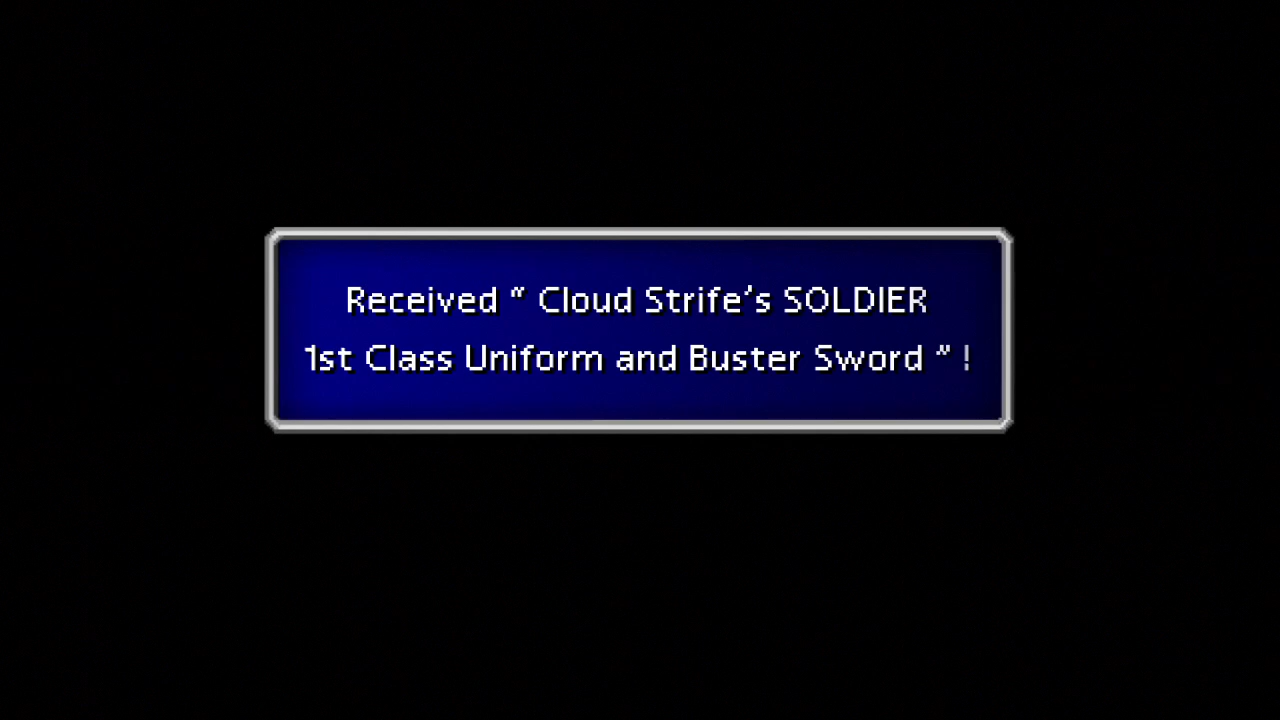 Received “ Cloud Strife’s SOLDIER
1st Class Uniform and Buster Sword ” !